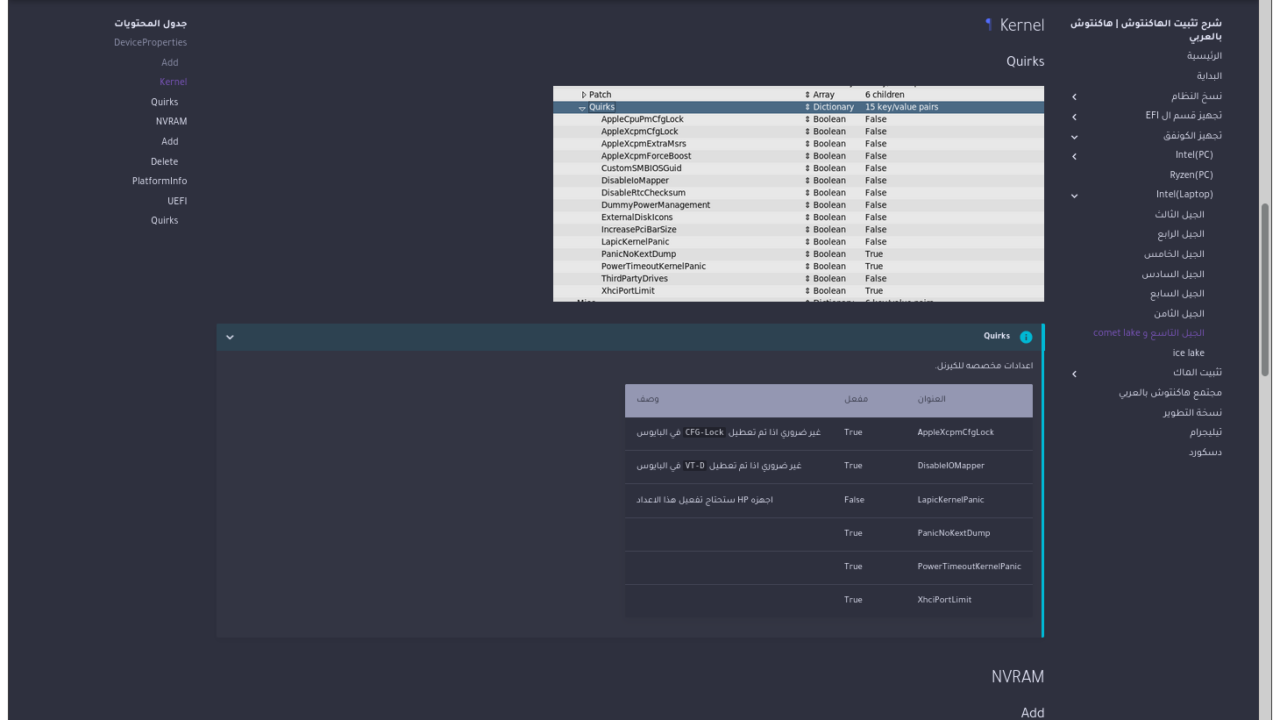 شرح تثبيت الهاكنتوش | هاكنتوش
بالعربي
الرئيسية
البداية
نسخ النظام
تجهيز قسم ال EFI
تجهيز الكونفق
Intel(PC)
Ryzen(PC)
Intel(Laptop)
الجيل الثالث
الجيل الرابع
الجيل الخامس
الجيل السادس
الجيل السابع
الجيل الثامن
الجيل التاسع و comet lake
ice lake
تثبيت الماك
مجتمع هاكنتوش بالعربي
نسخة التطوير
تيليجرام
دسكورد
Kernel ¶
Quirks
Patch Array 6 children
Quirks Dictionary 15 key/value pairs
AppleCpuPmCfgLock Boolean False
AppleXcpmCfgLock Boolean False
AppleXcpmExtraMsrs Boolean False
AppleXcpmForceBoost Boolean False
CustomSMBIOSGuid Boolean False
DisableIoMapper Boolean False
DisableRtcChecksum Boolean False
DummyPowerManagement Boolean False
ExternalDiskIcons Boolean False
IncreasePciBarSize Boolean False
LapicKernelPanic Boolean False
PanicNoKextDump Boolean True
PowerTimeoutKernelPanic Boolean True
ThirdPartyDrives Boolean False
XhciPortLimit Boolean True
Quirks
اعدادات مخصصه للكيرنل.
العنوان مفعل وصف
AppleXcpmCfgLock True غير ضروري اذا تم تعطيل CFG-Lock في البايوس
DisableIOMapper True غير ضروري اذا تم تعطيل VT-D في البايوس
LapicKernelPanic False اجهزه HP ستحتاج تفعيل هذا الاعداد
PanicNoKextDump True
PowerTimeoutKernelPanic True
XhciPortLimit True
NVRAM
Add
جدول المحتويات
DeviceProperties
Add
Kernel
Quirks
NVRAM
Add
Delete
PlatformInfo
UEFI
Quirks